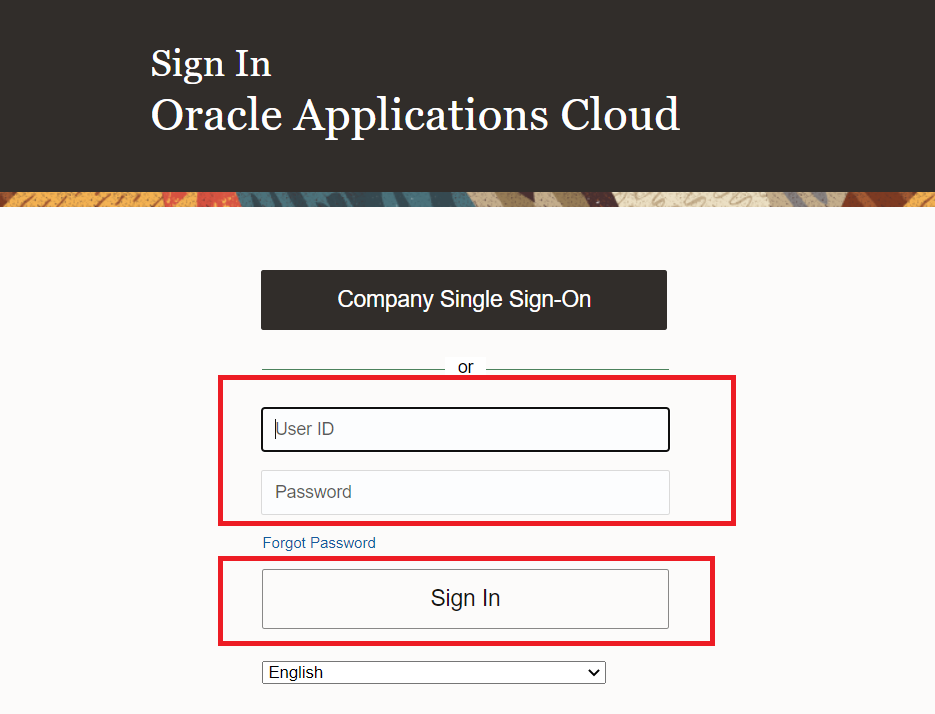 Sign In
Oracle Applications Cloud
Company Single Sign-On
or
User ID
Password
Forgot Password
Sign In
English